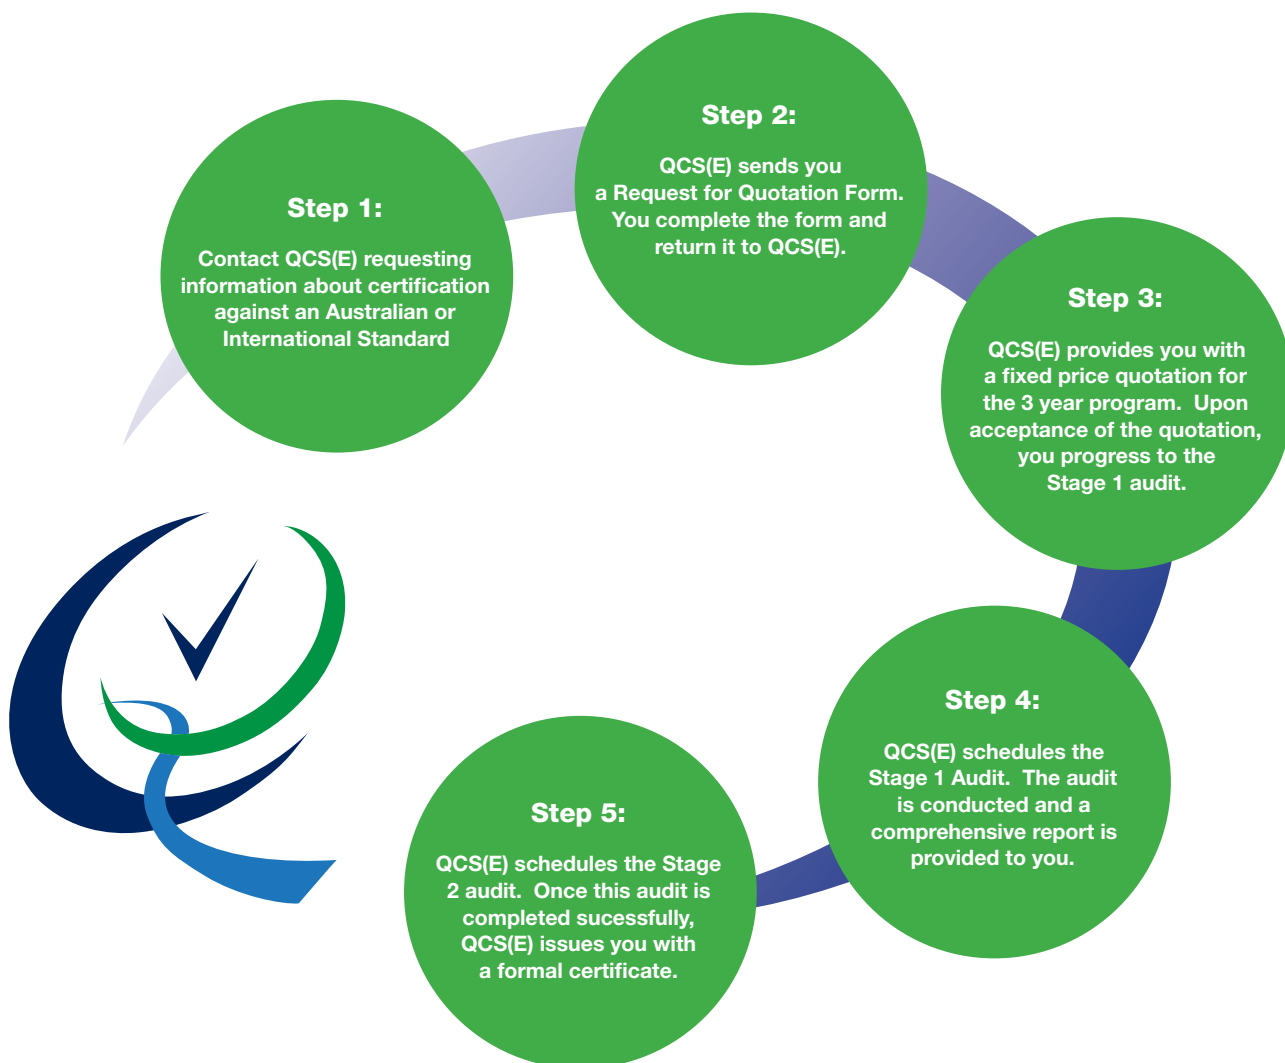 Step 1:
Contact QCS(E) requesting
information about certification
against an Australian or
International Standard
Step 2:
QCS(E) sends you
a Request for Quotation Form.
You complete the form and
return it to QCS(E).
Step 3:
QCS(E) provides you with
a fixed price quotation for
the 3 year program.  Upon
acceptance of the quotation,
you progress to the
Stage 1 audit.
Step 4:
QCS(E) schedules the
Stage 1 Audit.  The audit
is conducted and a
comprehensive report is
provided to you.
Step 5:
QCS(E) schedules the Stage
2 audit.  Once this audit is
completed sucessfully,
QCS(E) issues you with
a formal certificate.